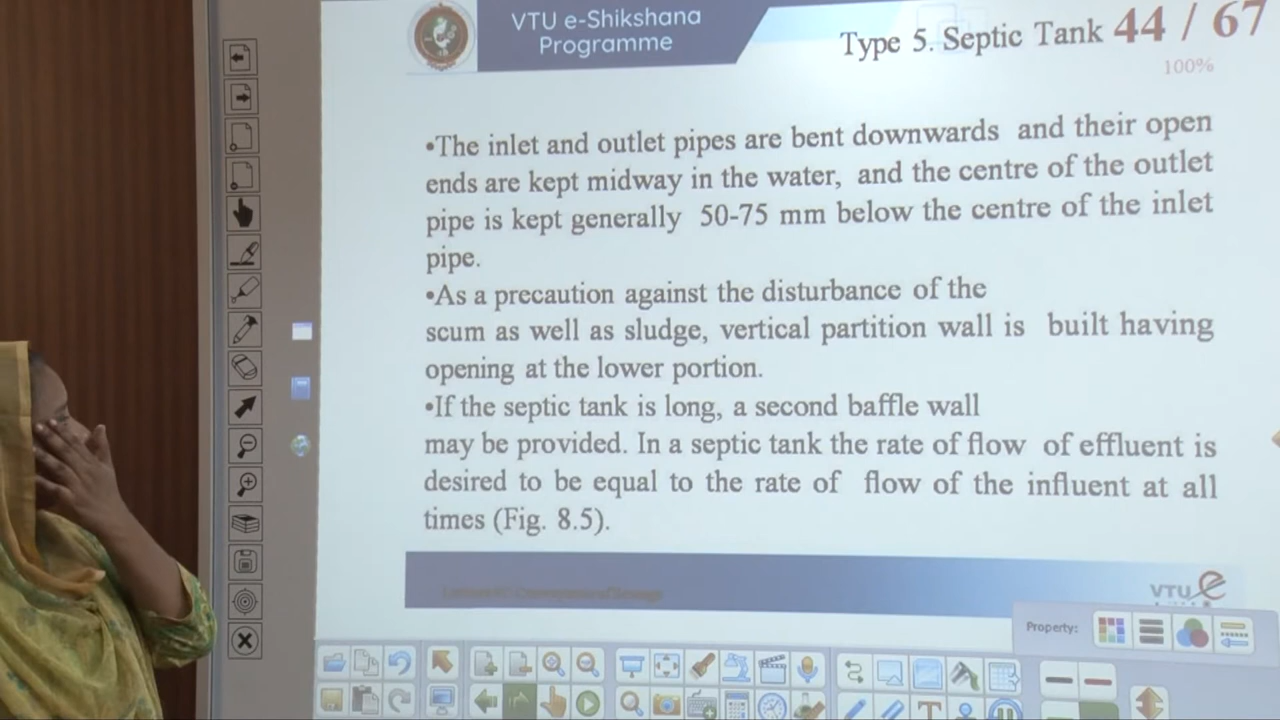 VTU e-Shikshana
Programme
Type 5. Septic Tank 44 / 67
100%
•The inlet and outlet pipes are bent downwards and their open
ends are kept midway in the water, and the centre of the outlet
pipe is kept generally 50-75 mm below the centre of the inlet
pipe.
•As a precaution against the disturbance of the
scum as well as sludge, vertical partition wall is built having
opening at the lower portion.
•If the septic tank is long, a second baffle wall
may be provided. In a septic tank the rate of flow of effluent is
desired to be equal to the rate of flow of the influent at all
times (Fig. 8.5).
VTU e
Property: